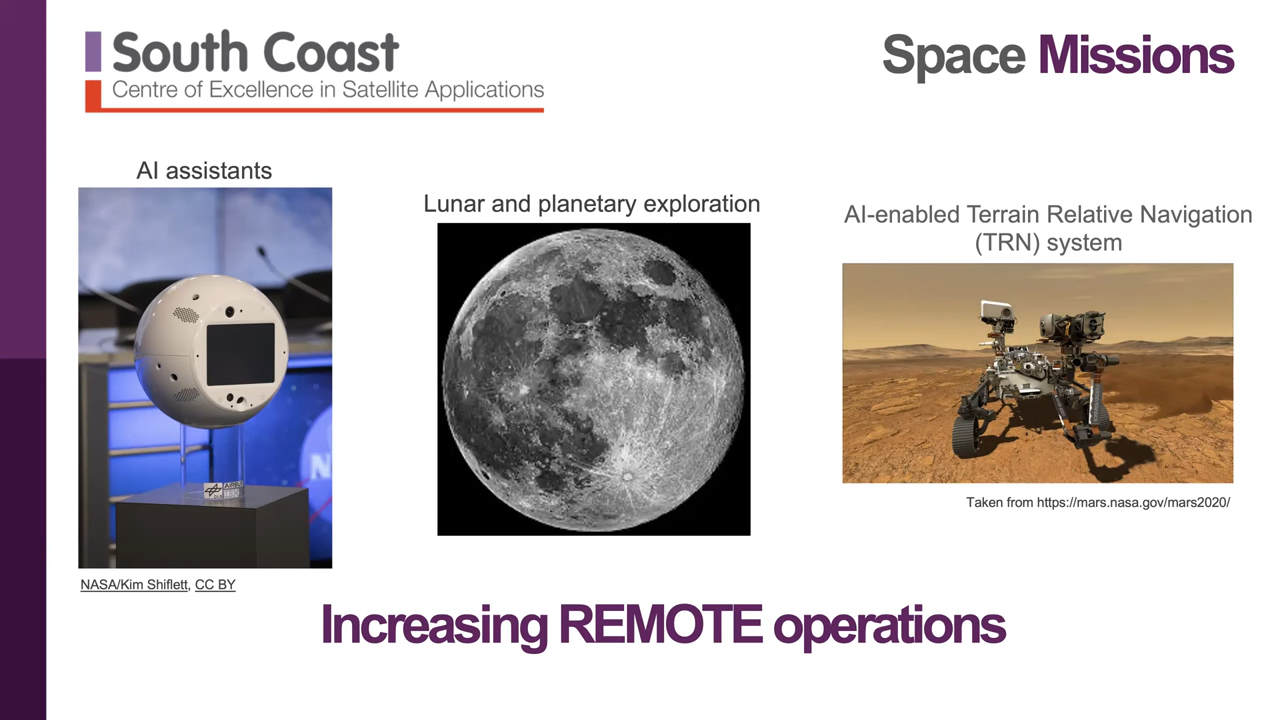 South Coast
Centre of Excellence in Satellite Applications
Space Missions
AI assistants
Lunar and planetary exploration
AI-enabled Terrain Relative Navigation
(TRN) system
Taken from https://mars.nasa.gov/mars2020/
NASA/Kim Shiflett, CC BY
Increasing REMOTE operations